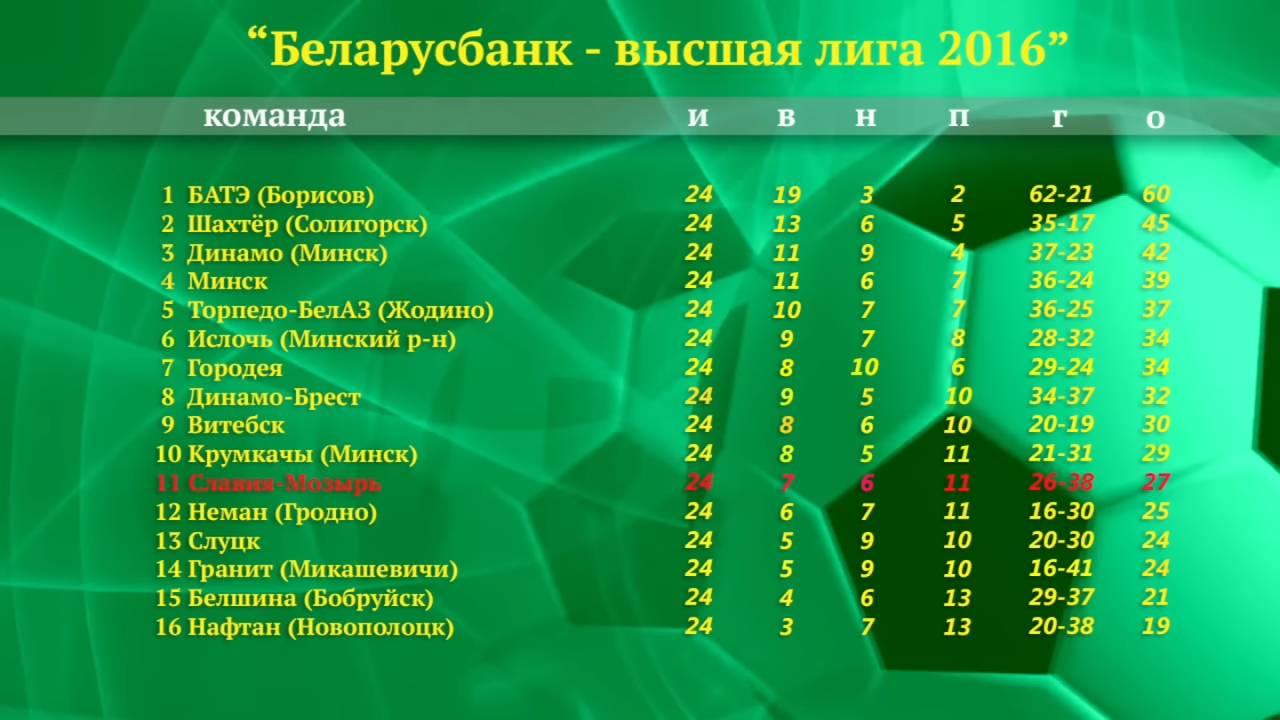 “Беларусбанк - высшая лига 2016”
команда и в н п г о
1 БАТЭ (Борисов) 24 19 3 2 62-21 60
2 Шахтёр (Солигорск) 24 13 6 5 35-17 45
3 Динамо (Минск) 24 11 9 4 37-23 42
4 Минск 24 11 6 7 36-24 39
5 Торпедо-БелАЗ (Жодино) 24 10 7 7 36-25 37
6 Ислочь (Минский р-н) 24 9 7 8 28-32 34
7 Городея 24 8 10 6 29-24 34
8 Динамо-Брест 24 9 5 10 34-37 32
9 Витебск 24 8 6 10 20-19 30
10 Крумкачы (Минск) 24 8 5 11 21-31 29
11 Славия-Мозырь 24 7 6 11 26-38 27
12 Неман (Гродно) 24 6 7 11 16-30 25
13 Слуцк 24 5 9 10 20-30 24
14 Гранит (Микашевичи) 24 5 9 10 16-41 24
15 Белшина (Бобруйск) 24 4 6 13 29-37 21
16 Нафтан (Новополоцк) 24 3 7 13 20-38 19